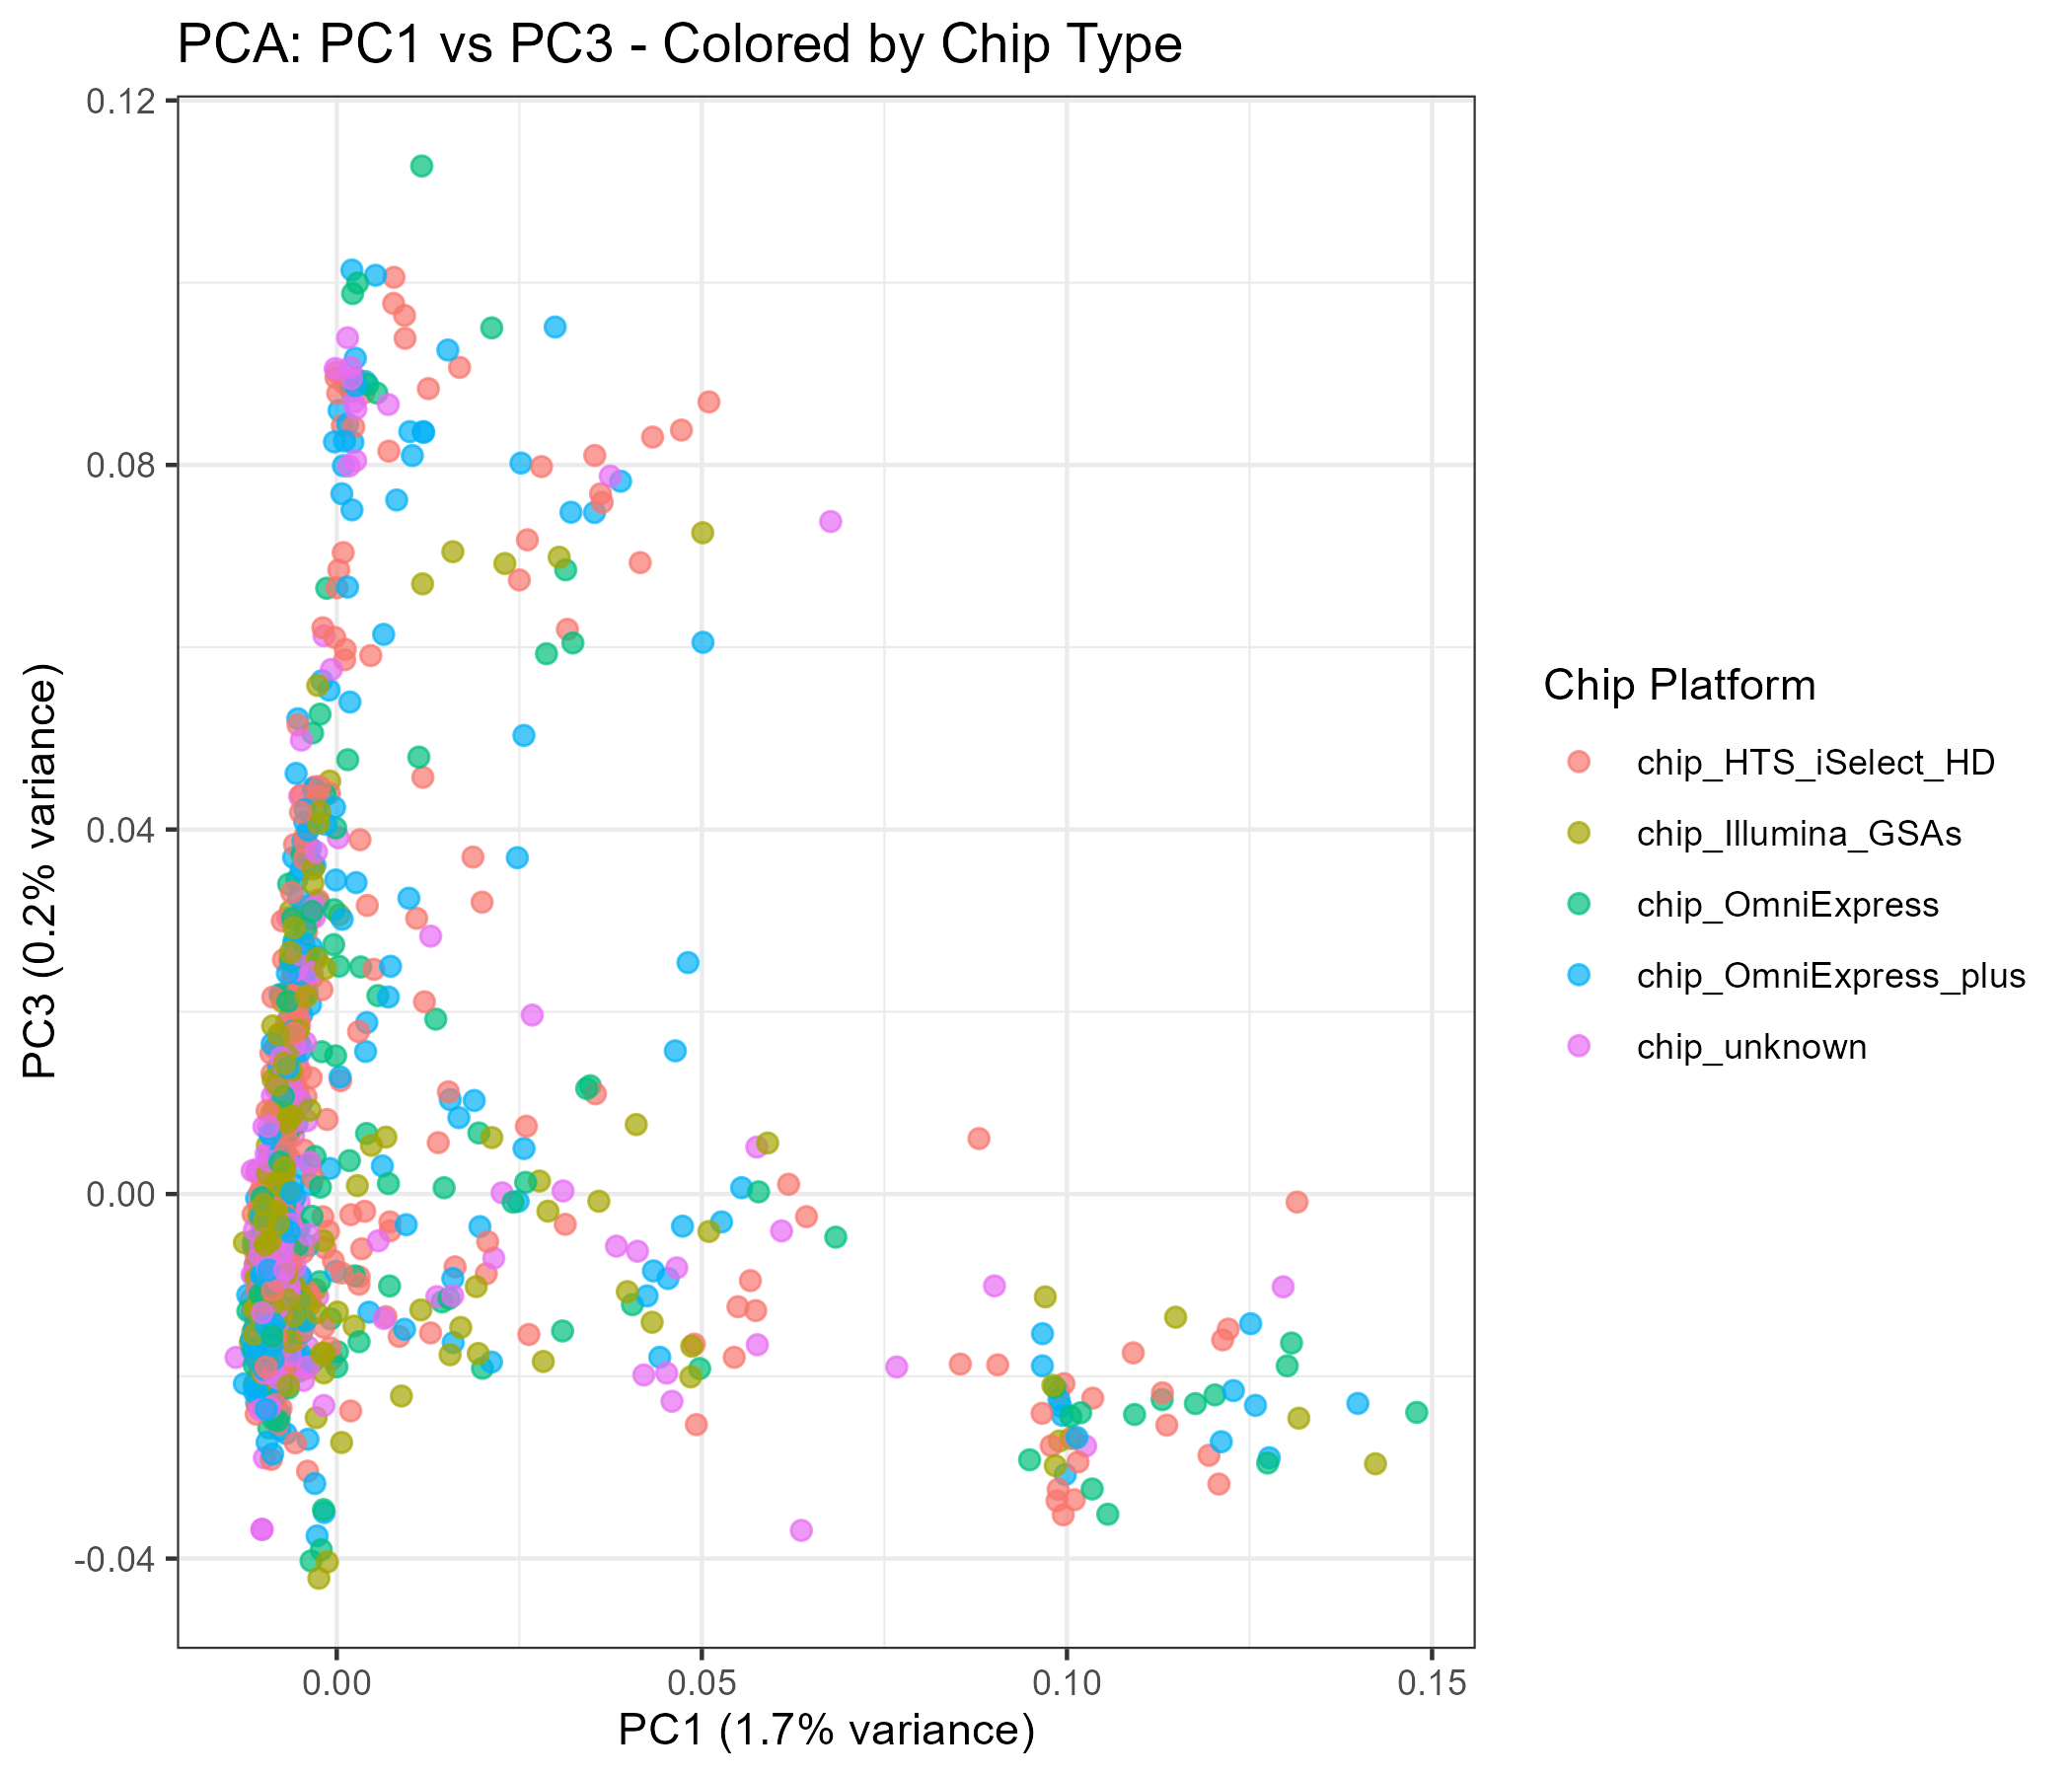 PCA: PC1 vs PC3 - Colored by Chip Type
0.12
0.08
0.04
0.00
-0.04
PC3 (0.2% variance)
0.00
0.05
0.10
0.15
PC1 (1.7% variance)
Chip Platform
chip_HTS_iSelect_HD
chip_Illumina_GSAs
chip_OmniExpress
chip_OmniExpress_plus
chip_unknown